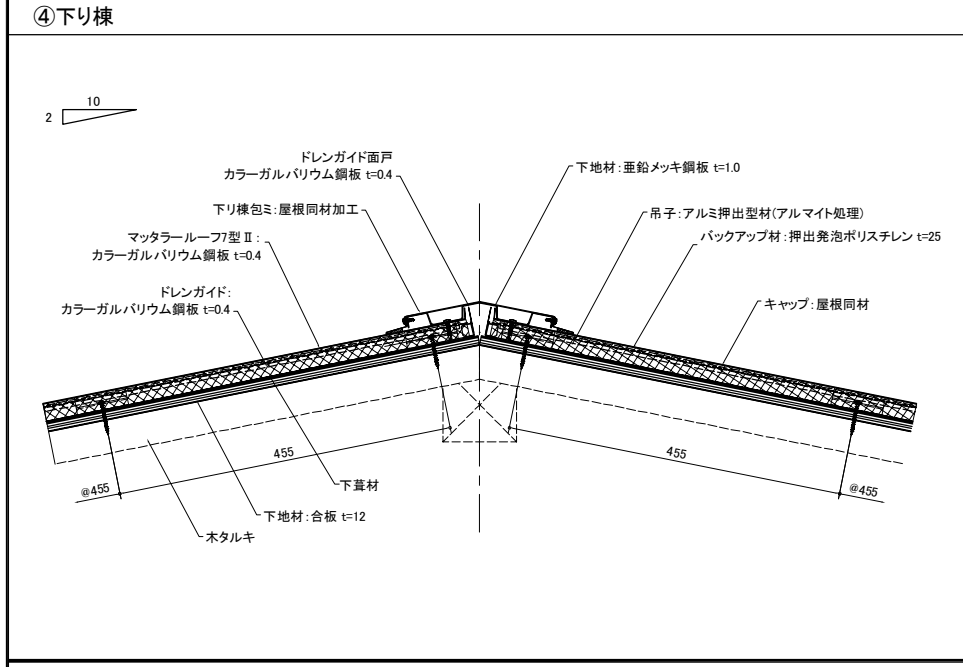 ④下り棟
10
2
ドレンガイド面戸
カラーガルバリウム鋼板 t=0.4
下地材：亜鉛メッキ鋼板 t=1.0
下リ棟包ミ：屋根同材加工
吊子：アルミ押出型材(アルマイト処理)
マッタラールーフ7型Ⅱ：
カラーガルバリウム鋼板 t=0.4
バックアップ材：押出発泡ポリスチレン t=25
ドレンガイド：
カラーガルバリウム鋼板 t=0.4
キャップ：屋根同材
455
455
@455
@455
下葺材
下地材：合板 t=12
木タルキ